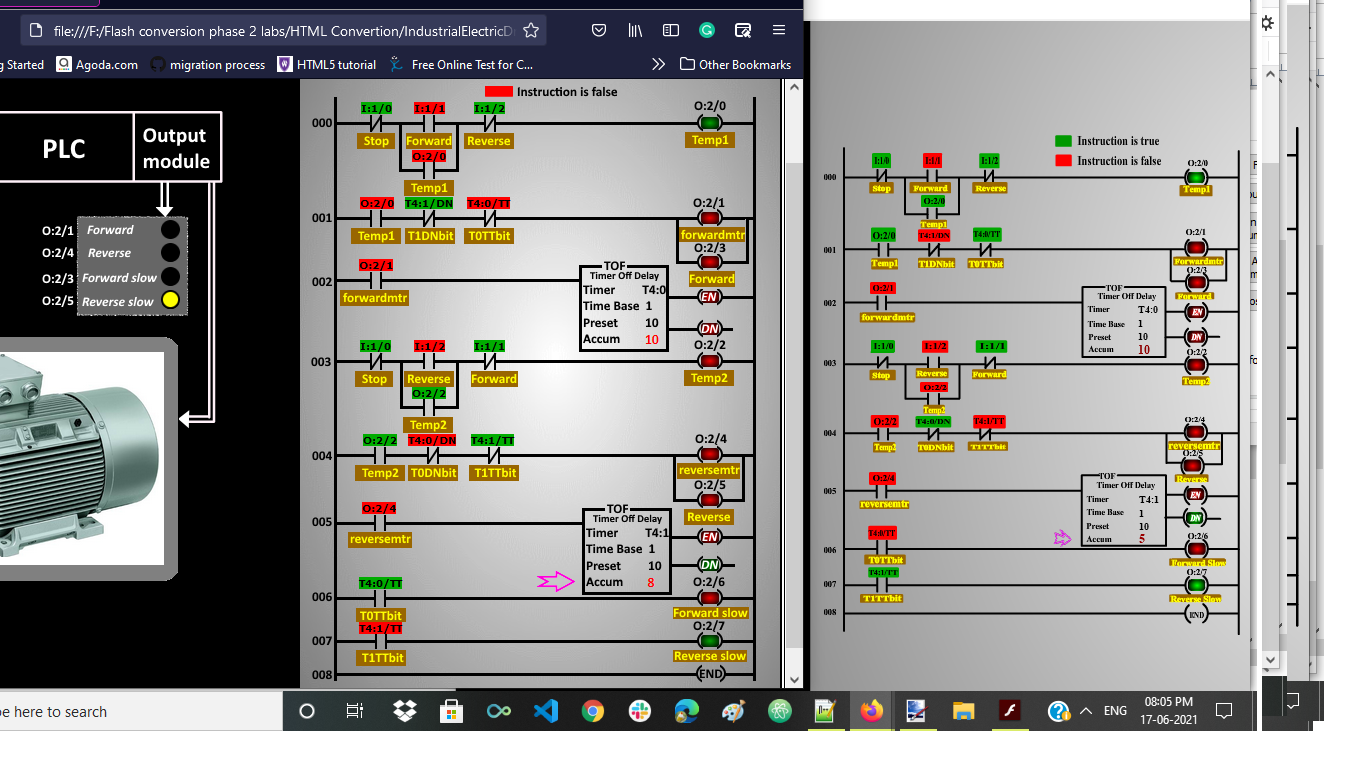 file:///F:/Flash conversion phase 2 labs/HTML Convertion/IndustrialElectricDr
g Started
Agoda.com
migration process
HTML5 tutorial
Free Online Test for C...
Other Bookmarks
PLC
Output
module
O:2/1 Forward
O:2/4 Reverse
O:2/3 Forward slow
O:2/5 Reverse slow
Instruction is false
I:1/0 I:1/1 I:1/2 O:2/0
000
Stop Forward Reverse Temp1
O:2/0
Temp1
O:2/0 T4:1/DN T4:0/TT O:2/1
001
Temp1 T1DNbit T0TTbit forwardmtr
O:2/3
Forward
O:2/1
002
forwardmtr
TOF
Timer Off Delay
Timer T4:0
Time Base 1
Preset 10
Accum 10
EN
DN
I:1/0 I:1/2 I:1/1 O:2/2
003
Stop Reverse Forward Temp2
O:2/2
Temp2
O:2/2 T4:0/DN T4:1/TT O:2/4
004
Temp2 T0DNbit T1TTbit reversemtr
O:2/5
Reverse
O:2/4
005
reversemtr
TOF
Timer Off Delay
Timer T4:1
Time Base 1
Preset 10
Accum 8
EN
DN
T4:0/TT O:2/6
006
T0TTbit Forward slow
T4:1/TT O:2/7
007
T1TTbit Reverse slow
008 END
Instruction is true
Instruction is false
I:1/0 I:1/1 I:1/2 O:2/0
000
Stop Forward Reverse Temp1
O:2/0
Temp1
O:2/0 T4:1/DN T4:0/TT O:2/1
001
Temp1 T1DNbit T0TTbit Forwardmtr
O:2/3
Forward
O:2/1
002
forwardmtr
TOF
Timer Off Delay
Timer T4:0
Time Base 1
Preset 10
Accum 10
EN
DN
I:1/0 I:1/2 I:1/1 O:2/2
003
Stop Reverse Forward Temp2
O:2/2
Temp2
O:2/2 T4:0/DN T4:1/TT O:2/4
004
Temp2 T0DNbit T1TTbit reversemtr
O:2/5
Reverse
O:2/4
005
reversemtr
TOF
Timer Off Delay
Timer T4:1
Time Base 1
Preset 10
Accum 5
EN
DN
T4:0/TT O:2/6
006
T0TTbit Forward Slow
T4:1/TT O:2/7
007
T1TTbit Reverse Slow
008 END
pe here to search
ENG
08:05 PM
17-06-2021